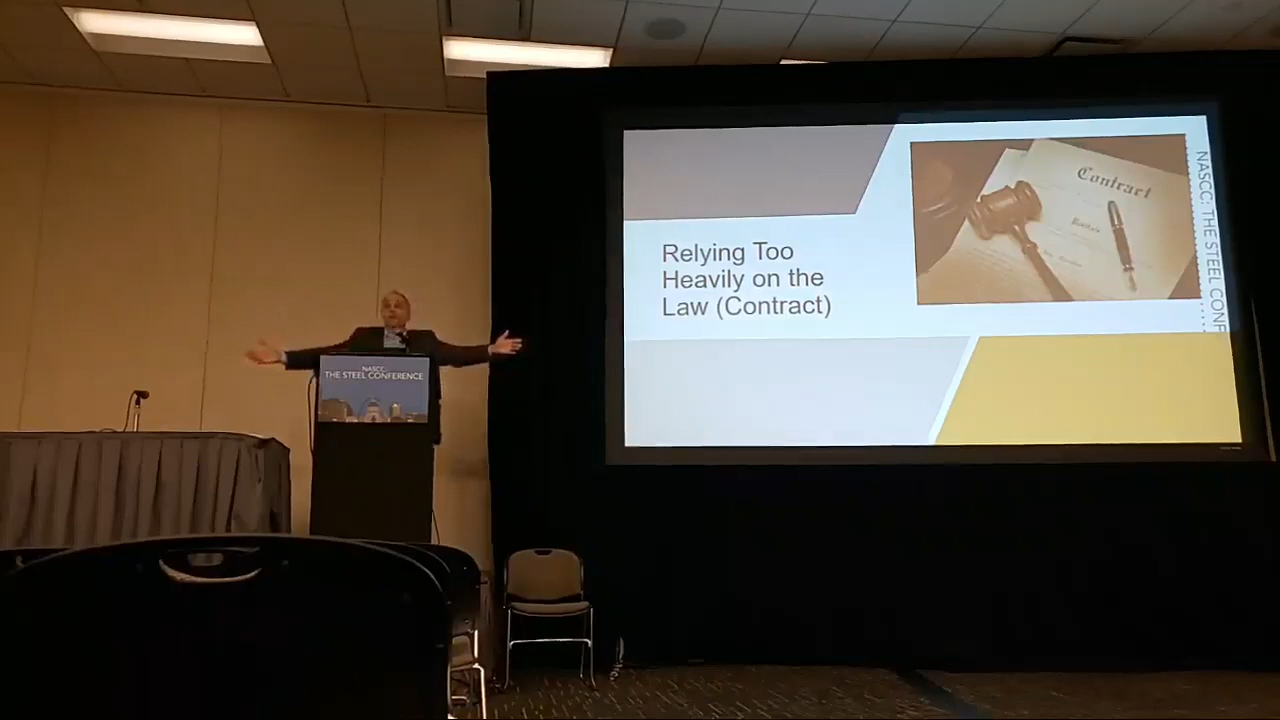 NASCC:
THE STEEL CONFERENCE
Relying Too
Heavily on the
Law (Contract)
Contract
NASCC: THE STEEL CONF